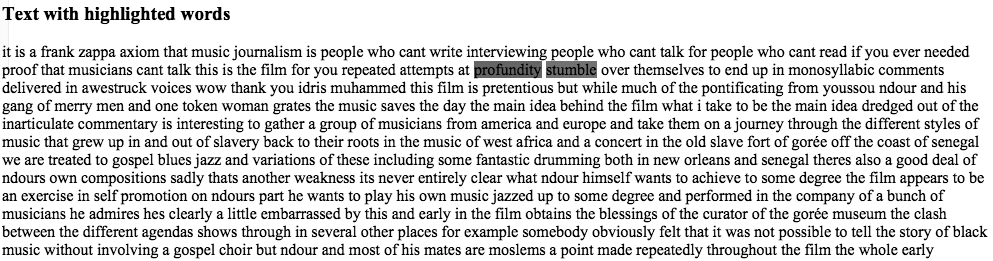 Text with highlighted words
it is a frank zappa axiom that music journalism is people who cant write interviewing people who cant talk for people who cant read if you ever needed
proof that musicians cant talk this is the film for you repeated attempts at profundity stumble over themselves to end up in monosyllabic comments
delivered in awestruck voices wow thank you idris muhammed this film is pretentious but while much of the pontificating from youssou ndour and his
gang of merry men and one token woman grates the music saves the day the main idea behind the film what i take to be the main idea dredged out of the
inarticulate commentary is interesting to gather a group of musicians from america and europe and take them on a journey through the different styles of
music that grew up in and out of slavery back to their roots in the music of west africa and a concert in the old slave fort of gorée off the coast of senegal
we are treated to gospel blues jazz and variations of these including some fantastic drumming both in new orleans and senegal theres also a good deal of
ndours own compositions sadly thats another weakness its never entirely clear what ndour himself wants to achieve to some degree the film appears to be
an exercise in self promotion on ndours part he wants to play his own music jazzed up to some degree and performed in the company of a bunch of
musicians he admires hes clearly a little embarrassed by this and early in the film obtains the blessings of the curator of the gorée museum the clash
between the different agendas shows through in several other places for example somebody obviously felt that it was not possible to tell the story of black
music without involving a gospel choir but ndour and most of his mates are moslems a point made repeatedly throughout the film the whole early